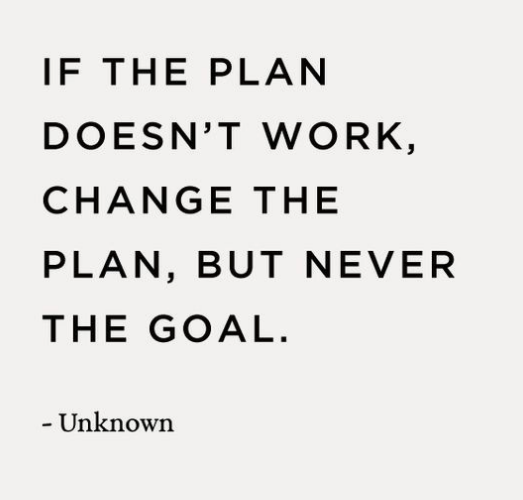 IF THE PLAN
DOESN’T WORK,
CHANGE THE
PLAN, BUT NEVER
THE GOAL.
- Unknown